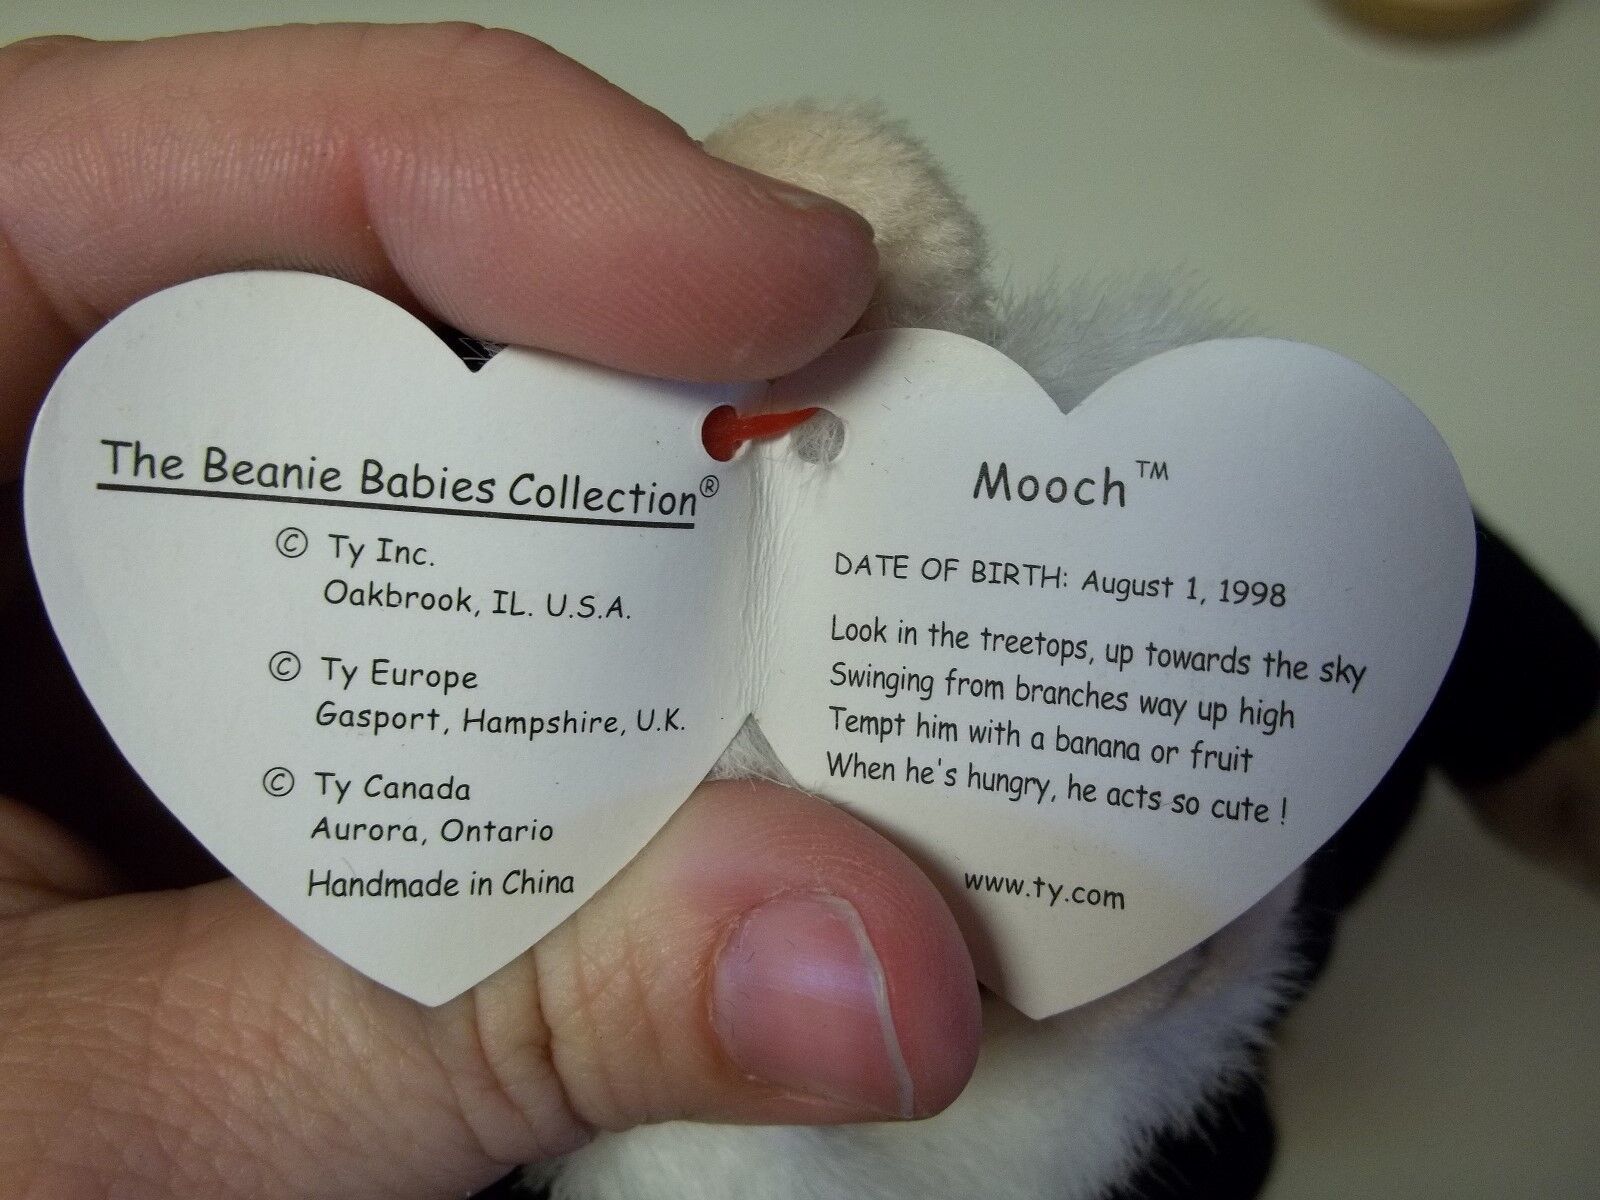 The Beanie Babies Collection®
© Ty Inc.
Oakbrook, IL. U.S.A.
© Ty Europe
Gasport, Hampshire, U.K.
© Ty Canada
Aurora, Ontario
Handmade in China
Mooch™
DATE OF BIRTH: August 1, 1998
Look in the treetops, up towards the sky
Swinging from branches way up high
Tempt him with a banana or fruit
When he's hungry, he acts so cute !
www.ty.com